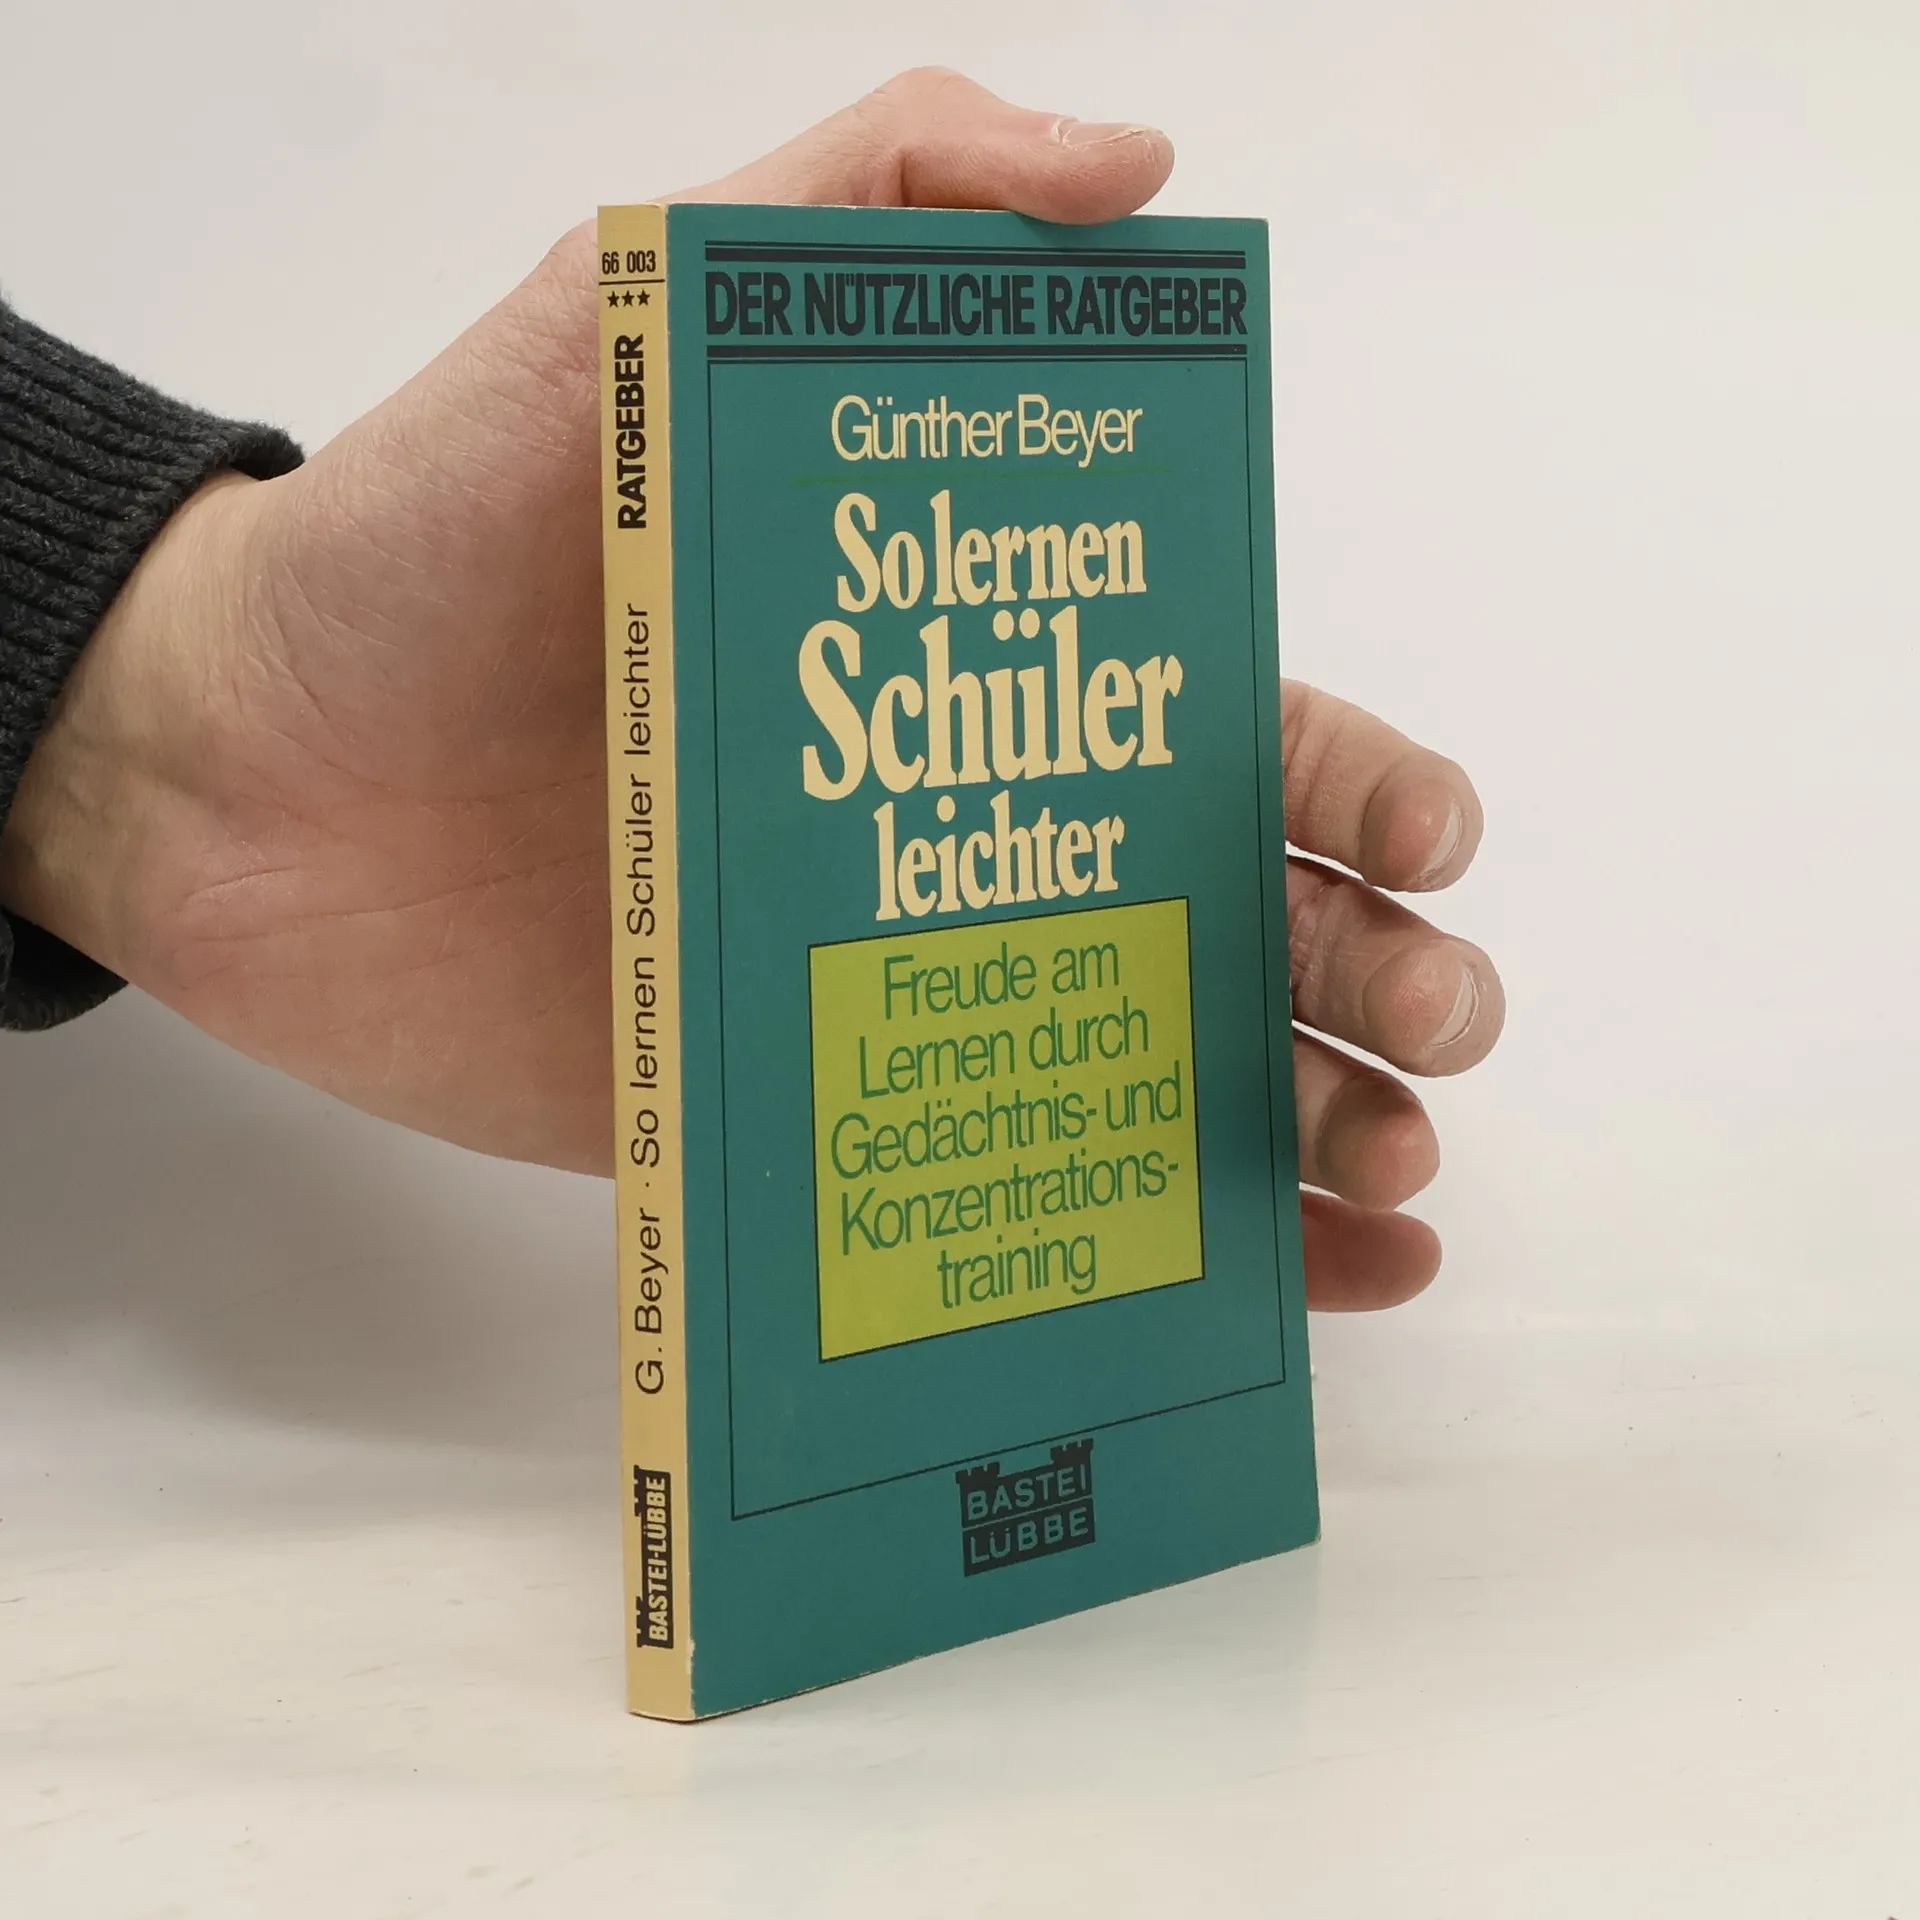 66 003
★★★
RATGEBER
G. Beyer · So lernen Schüler leichter
BASTEI-LÜBBE
DER NÜTZLICHE RATGEBER
Günther Beyer
So lernen
Schüler
leichter
Freude am
Lernen durch
Gedächtnis- und
Konzentrations-
training
BASTEI
LÜBBE